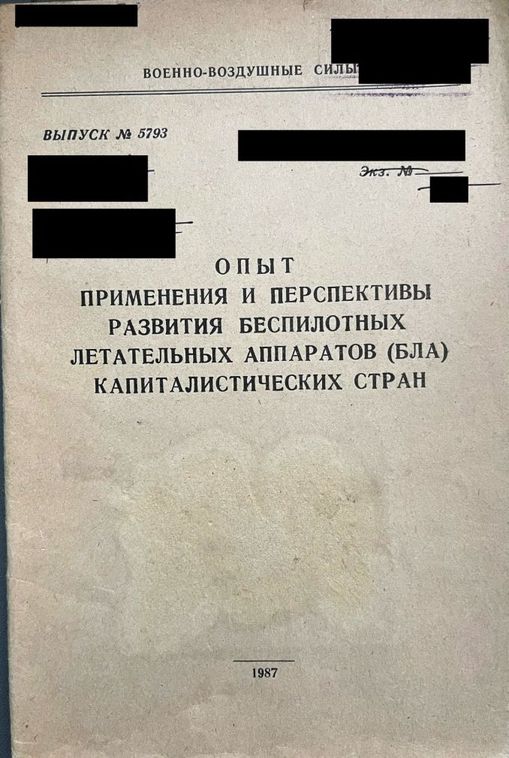 ВОЕННО-ВОЗДУШНЫЕ СИЛЫ
ВЫПУСК № 5793
Экз. №
ОПЫТ
ПРИМЕНЕНИЯ И ПЕРСПЕКТИВЫ
РАЗВИТИЯ БЕСПИЛОТНЫХ
ЛЕТАТЕЛЬНЫХ АППАРАТОВ (БЛА)
КАПИТАЛИСТИЧЕСКИХ СТРАН
1987